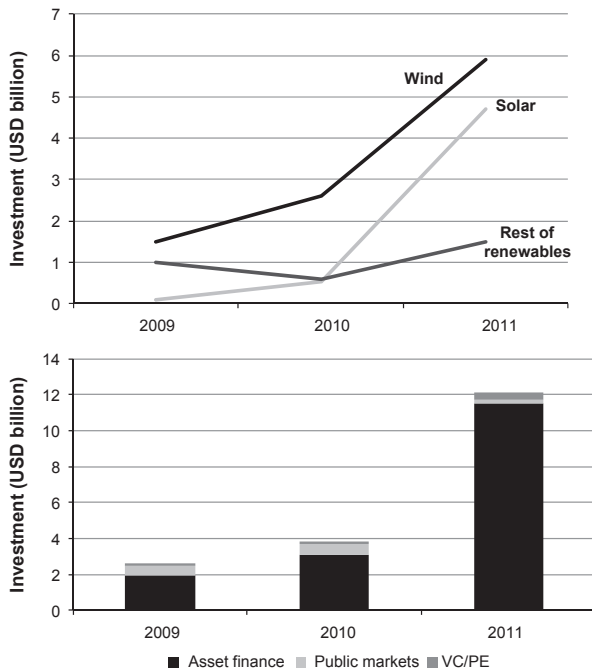 7
6
5
4
3
2
1
0
Investment (USD billion)
Wind
Solar
Rest of
renewables
2009 2010 2011
14
12
10
8
6
4
2
0
Investment (USD billion)
2009 2010 2011
Asset finance Public markets VC/PE